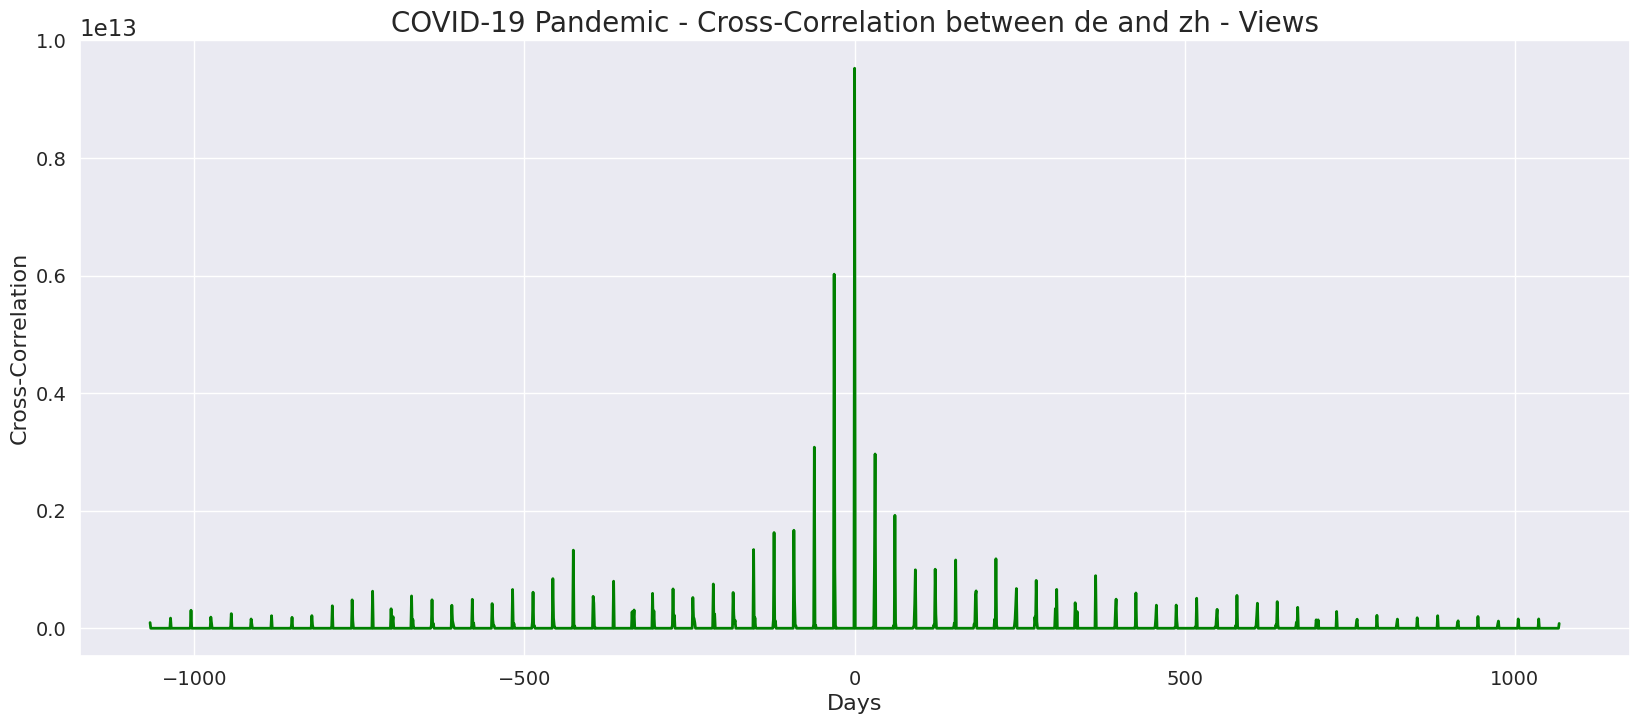 COVID-19 Pandemic - Cross-Correlation between de and zh - Views
1e13
1.0
0.8
0.6
0.4
0.2
0.0
Cross-Correlation
−1000
−500
0
500
1000
Days